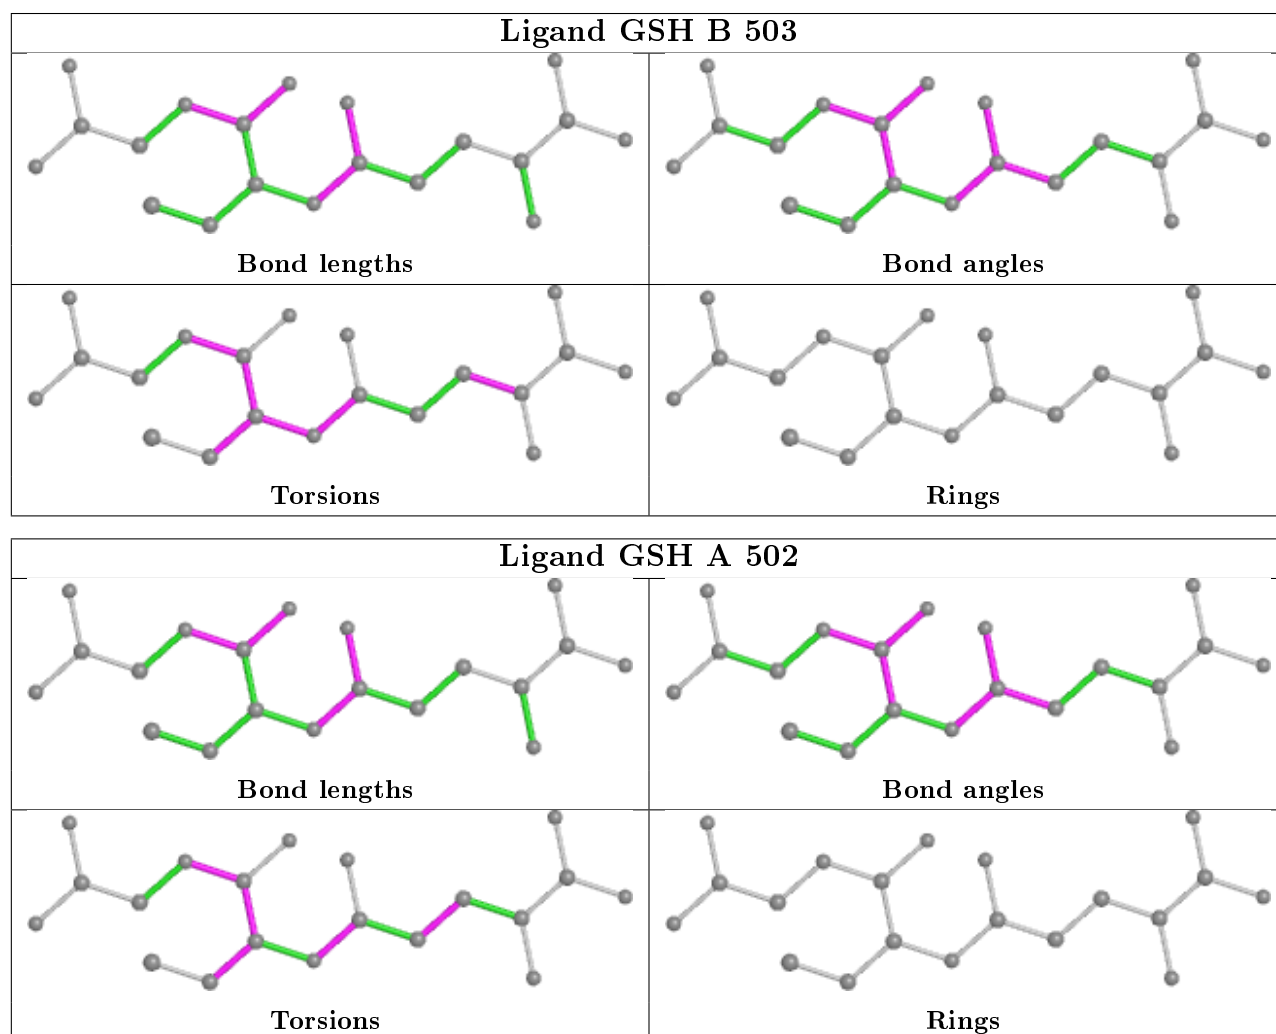 Ligand GSH B 503
Bond lengths
Bond angles
Torsions
Rings
Ligand GSH A 502
Bond lengths
Bond angles
Torsions
Rings